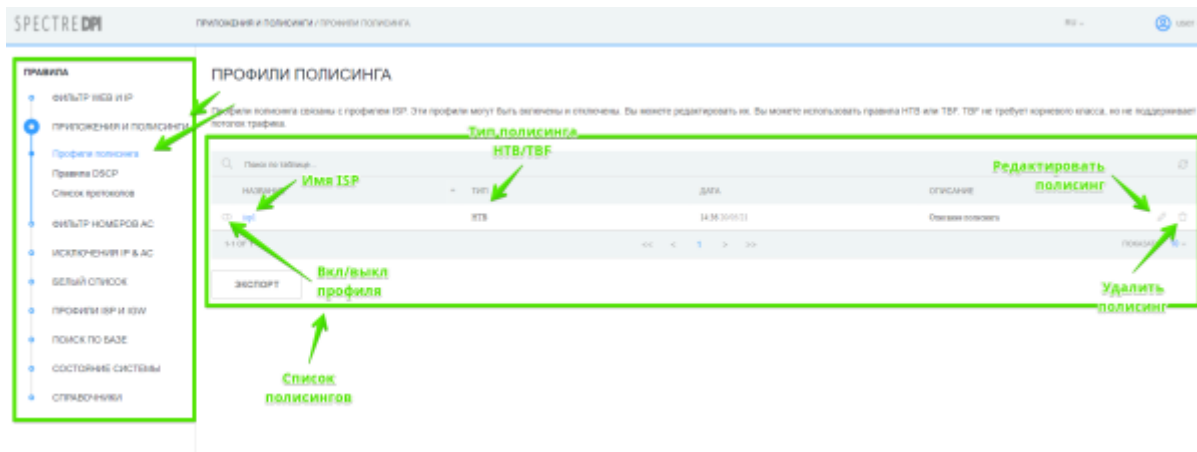 SPECTRE DPI
ПРИЛОЖЕНИЯ И ПОЛИСИНГИ / ПРОФИЛИ ПОЛИСИНГА
RU
user
ПРАВИЛА
ФИЛЬТР WEB И IP
ПРИЛОЖЕНИЯ И ПОЛИСИНГИ
Профили полисинга
Правила DSCP
Список протоколов
ФИЛЬТР НОМЕРОВ АС
ИСКЛЮЧЕНИЯ IP & АС
БЕЛЫЙ СПИСОК
ПРОФИЛИ ISP И IGW
ПОИСК ПО БАЗЕ
СОСТОЯНИЕ СИСТЕМЫ
СПРАВОЧНИКИ
ПРОФИЛИ ПОЛИСИНГА
Профили полисинга связаны с профилем ISP. Эти профили могут быть включены и отключены. Вы можете редактировать их. Вы можете использовать правила HTB или TBF. TBF не требует корневого класса, но не поддерживает
потолок трафика.
Тип полисинга
HTB/TBF
Поиск по таблице...
Имя ISP
Редактировать
полисинг
НАЗВАНИЕ
ТИП
ДАТА
ОПИСАНИЕ
HTB
Описание полисинга
<< < 1 > >>
Вкл/выкл
профиля
ЭКСПОРТ
Удалить
полисинг
Список
полисингов